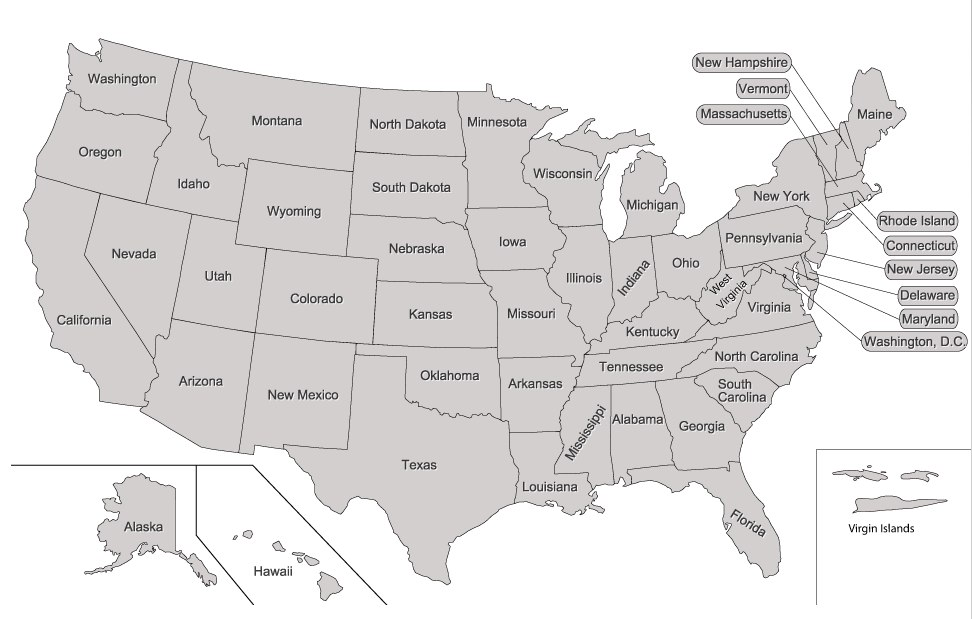 New Hampshire
Vermont
Massachusetts
Maine
Washington
Montana
North Dakota
Minnesota
Oregon
Idaho
Wyoming
South Dakota
Wisconsin
Michigan
New York
Rhode Island
Connecticut
New Jersey
Delaware
Maryland
Washington, D.C.
Nevada
Utah
Colorado
Nebraska
Iowa
Illinois
Indiana
Ohio
Pennsylvania
West
Virginia
Virginia
California
Kansas
Missouri
Kentucky
Arizona
New Mexico
Oklahoma
Arkansas
Tennessee
North Carolina
South
Carolina
Texas
Louisiana
Mississippi
Alabama
Georgia
Florida
Alaska
Hawaii
Virgin Islands